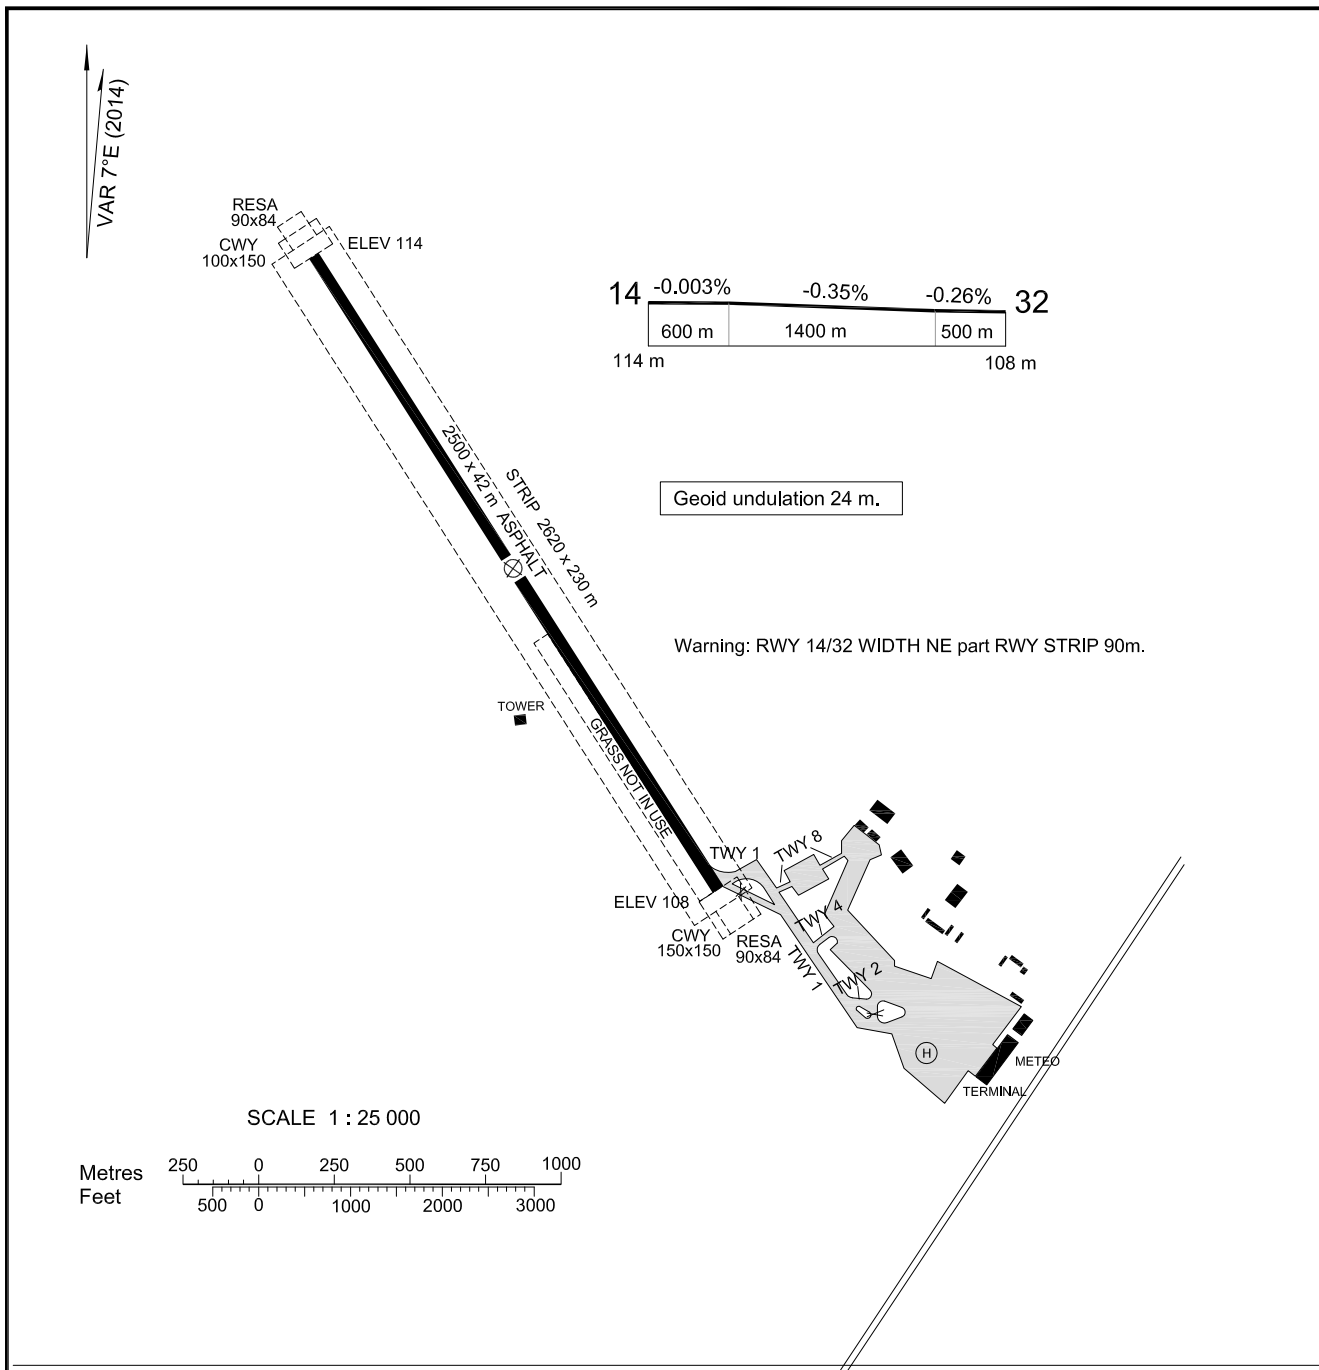 VAR 7°E (2014)
RESA
90x84
CWY
100x150
ELEV 114
14
-0.003%
-0.35%
-0.26%
32
600 m
1400 m
500 m
114 m
108 m
2500 x 42 m ASPHALT
STRIP 2620 x 230 m
Geoid undulation 24 m.
Warning: RWY 14/32 WIDTH NE part RWY STRIP 90m.
TOWER
GRASS NOT IN USE
TWY 1
TWY 8
ELEV 108
CWY
150x150
RESA
90x84
TWY 4
TWY 1
TWY 2
H
METEO
TERMINAL
SCALE 1 : 25 000
Metres
250 0 250 500 750 1000
Feet
500 0 1000 2000 3000